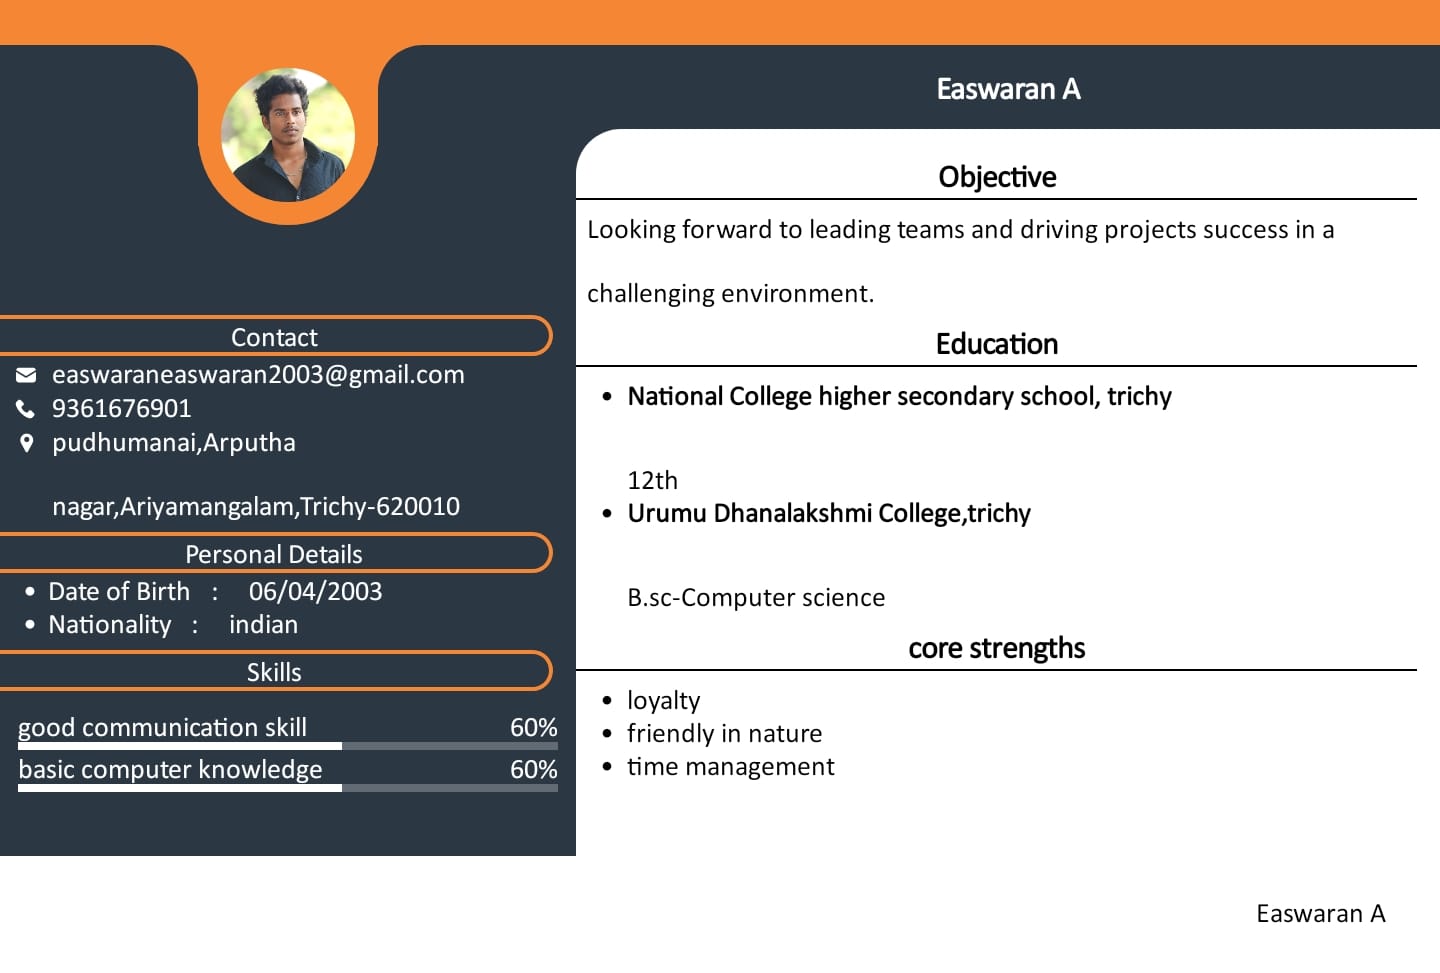 Easwaran A
Contact
easwaraneaswaran2003@gmail.com
9361676901
pudhumanai,Arputha
nagar,Ariyamangalam,Trichy-620010
Personal Details
• Date of Birth : 06/04/2003
• Nationality : indian
Skills
good communication skill 60%
basic computer knowledge 60%
Objective
Looking forward to leading teams and driving projects success in a
challenging environment.
Education
• National College higher secondary school, trichy
12th
• Urumu Dhanalakshmi College,trichy
B.sc-Computer science
core strengths
• loyalty
• friendly in nature
• time management
Easwaran A